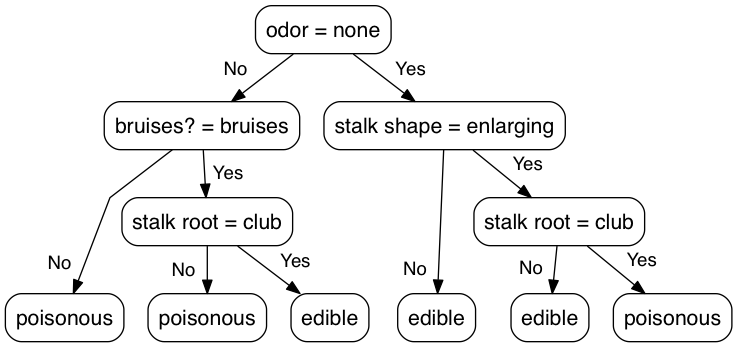 odor = none
No
Yes
bruises? = bruises
stalk shape = enlarging
Yes
Yes
stalk root = club
stalk root = club
No
No
Yes
No
No
Yes
poisonous
poisonous
edible
edible
edible
poisonous